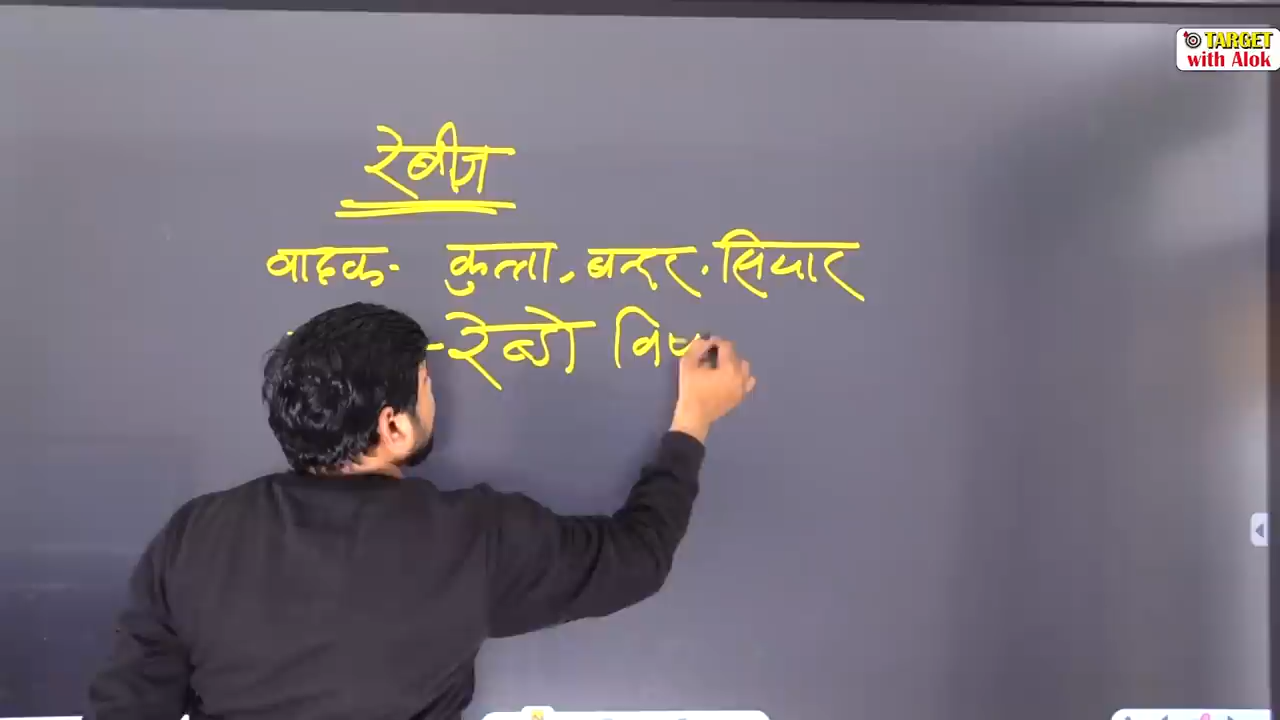 TARGET
with Alok
रेबीज
वाहक - कुत्ता, बन्दर, सियार
- रेब्डो